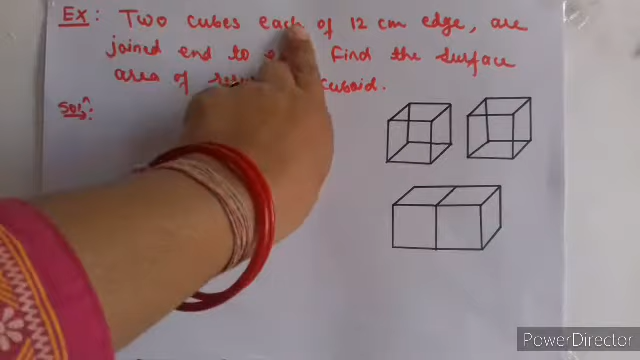 Ex: Two cubes each of 12 cm edge, are
joined end to Find the surface
area of cuboid.
Solⁿ:
PowerDirector